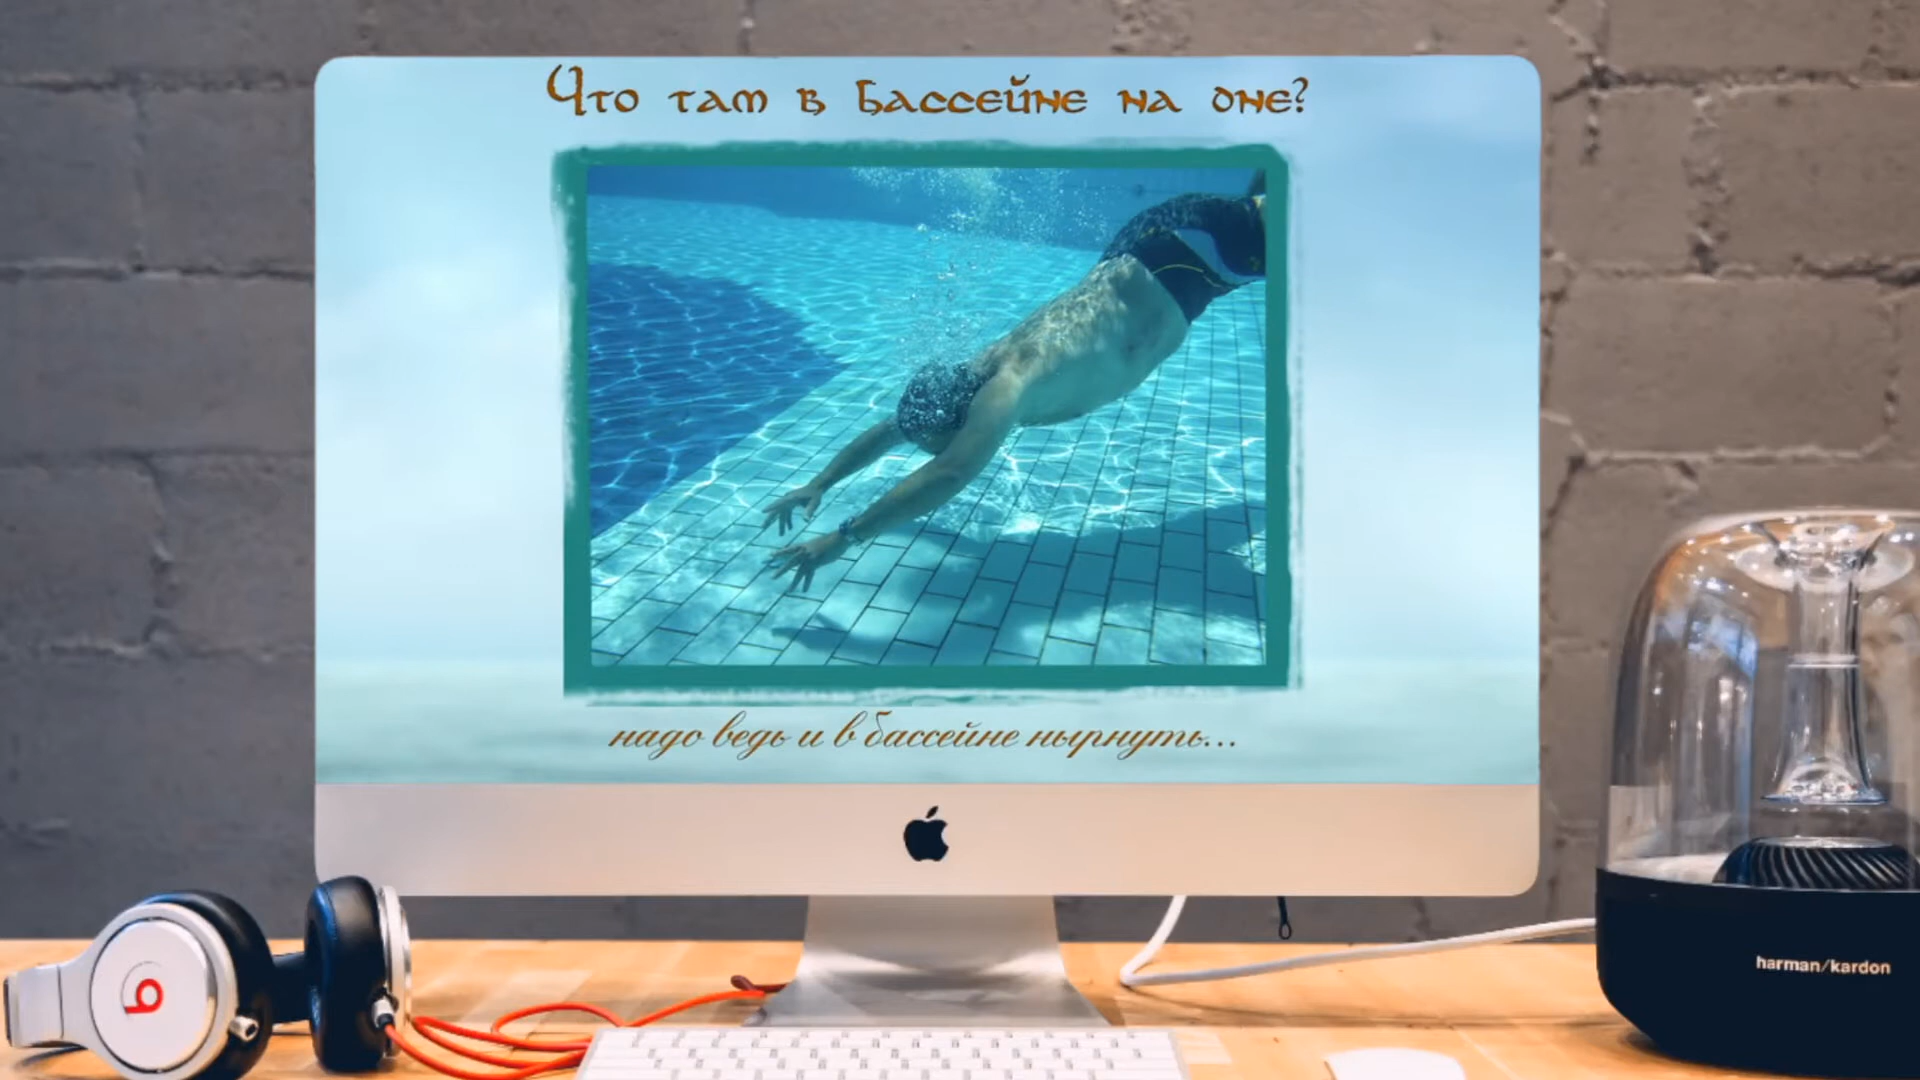 Что там в бассейне на дне?
надо ведь и в бассейне нырнуть...
harman/kardon
b